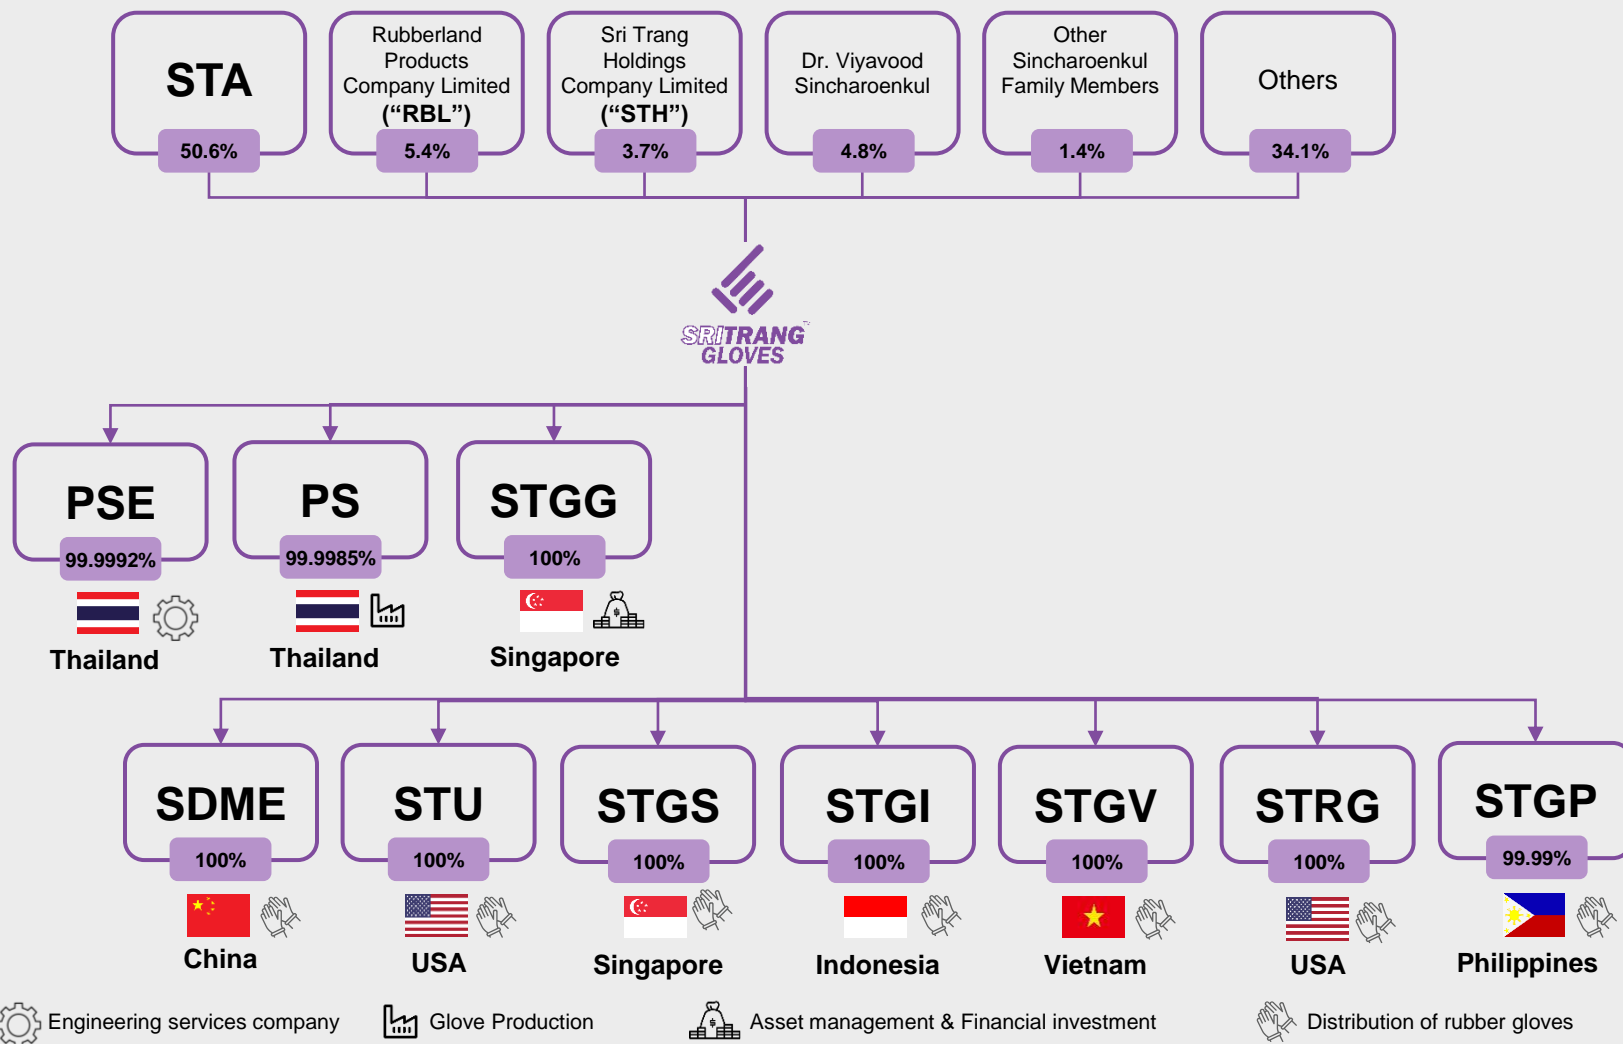 STA
50.6%
Rubberland
Products
Company Limited
(“RBL”)
5.4%
Sri Trang
Holdings
Company Limited
(“STH”)
3.7%
Dr. Viyavood
Sincharoenkul
4.8%
Other
Sincharoenkul
Family Members
1.4%
Others
34.1%
SRITRANG™
GLOVES
PSE
99.9992%
Thailand
PS
99.9985%
Thailand
STGG
100%
Singapore
SDME
100%
China
STU
100%
USA
STGS
100%
Singapore
STGI
100%
Indonesia
STGV
100%
Vietnam
STRG
100%
USA
STGP
99.99%
Philippines
Engineering services company
Glove Production
Asset management & Financial investment
Distribution of rubber gloves